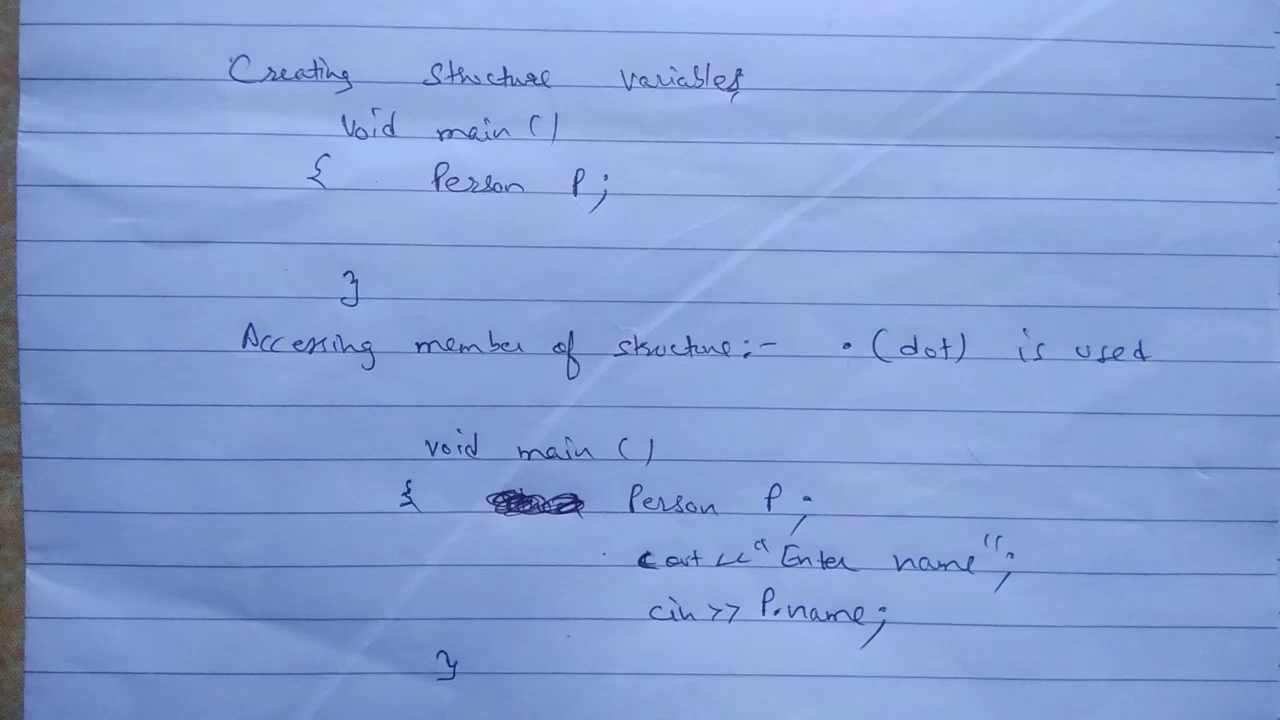 Creating Structure variables,
void main ()
{ Person P;
}
Accessing member of structure:- . (dot) is used
void main ()
{ Person P;
cout << "Enter name";
cin >> P.name;
}